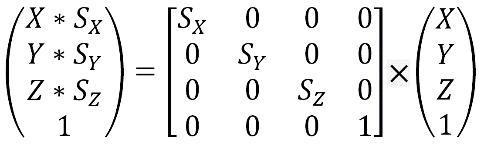 (X * S_X) = [S_X 0 0 0] × (X)
(Y * S_Y) [0 S_Y 0 0] (Y)
(Z * S_Z) [0 0 S_Z 0] (Z)
(1) [0 0 0 1] (1)